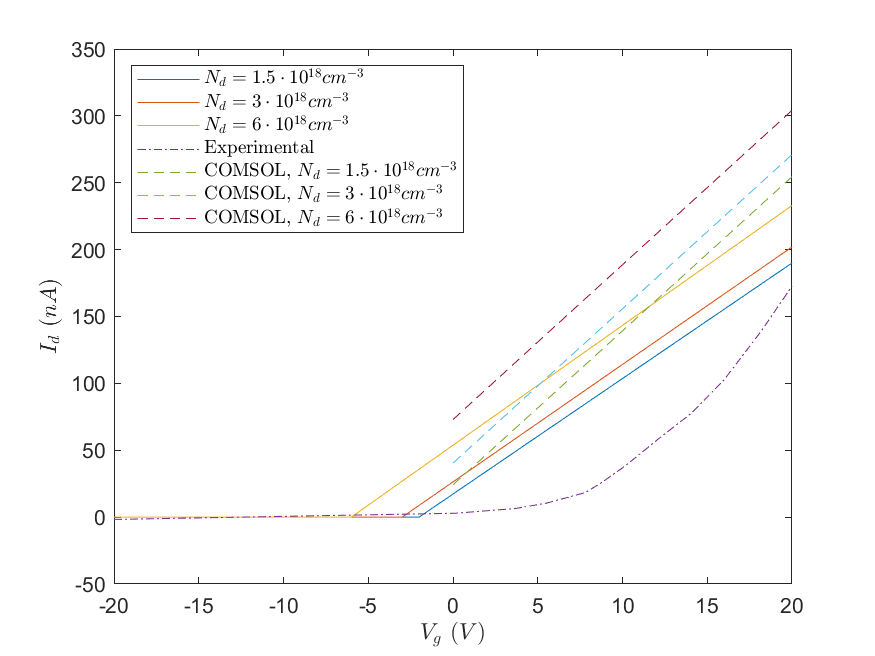 350
300
250
200
150
100
50
0
-50
-20
-15
-10
-5
0
5
10
15
20
I_d (nA)
V_g (V)
N_d = 1.5 · 10^18 cm^−3
N_d = 3 · 10^18 cm^−3
N_d = 6 · 10^18 cm^−3
Experimental
COMSOL, N_d = 1.5 · 10^18 cm^−3
COMSOL, N_d = 3 · 10^18 cm^−3
COMSOL, N_d = 6 · 10^18 cm^−3